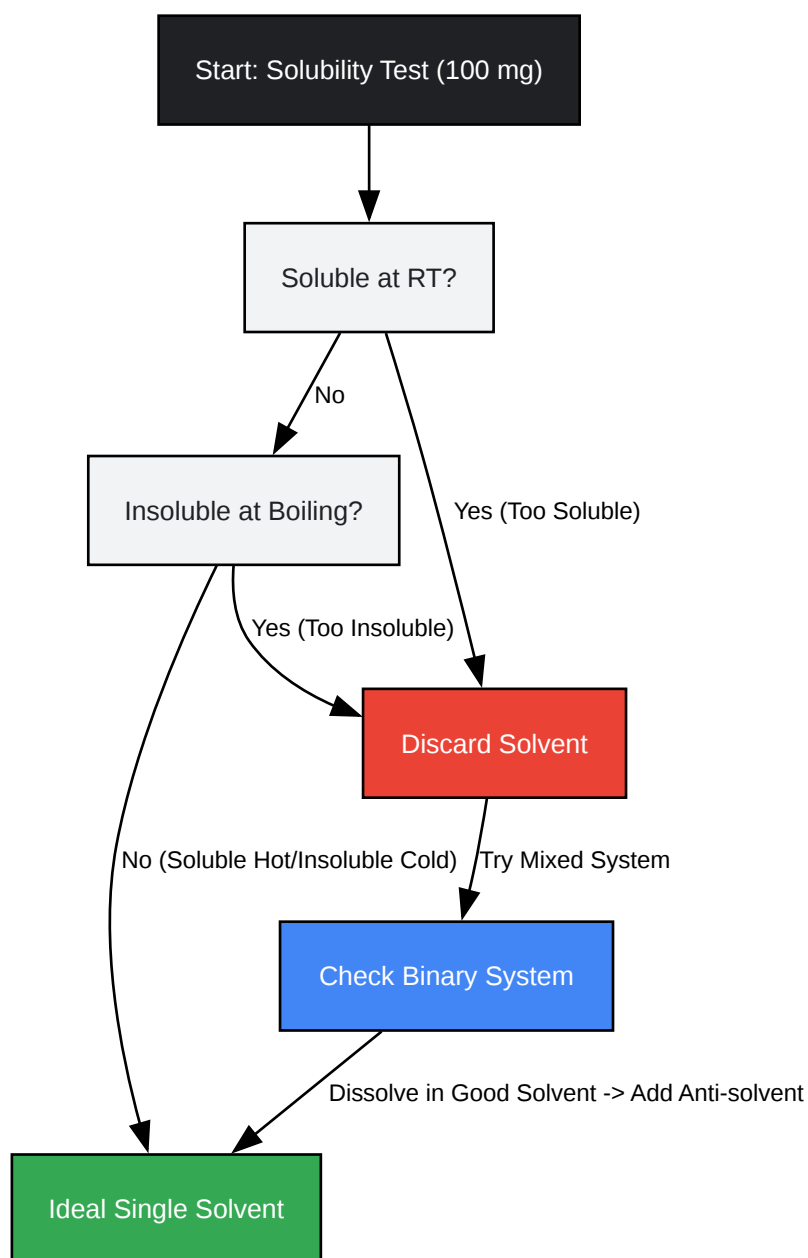 Start: Solubility Test (100 mg)
Soluble at RT?
No
Insoluble at Boiling?
Yes (Too Soluble)
Yes (Too Insoluble)
Discard Solvent
No (Soluble Hot/Insoluble Cold)
Try Mixed System
Check Binary System
Dissolve in Good Solvent -> Add Anti-solvent
Ideal Single Solvent